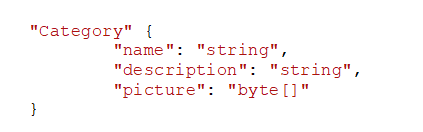 "Category" {
"name": "string",
"description": "string",
"picture": "byte[]"
}